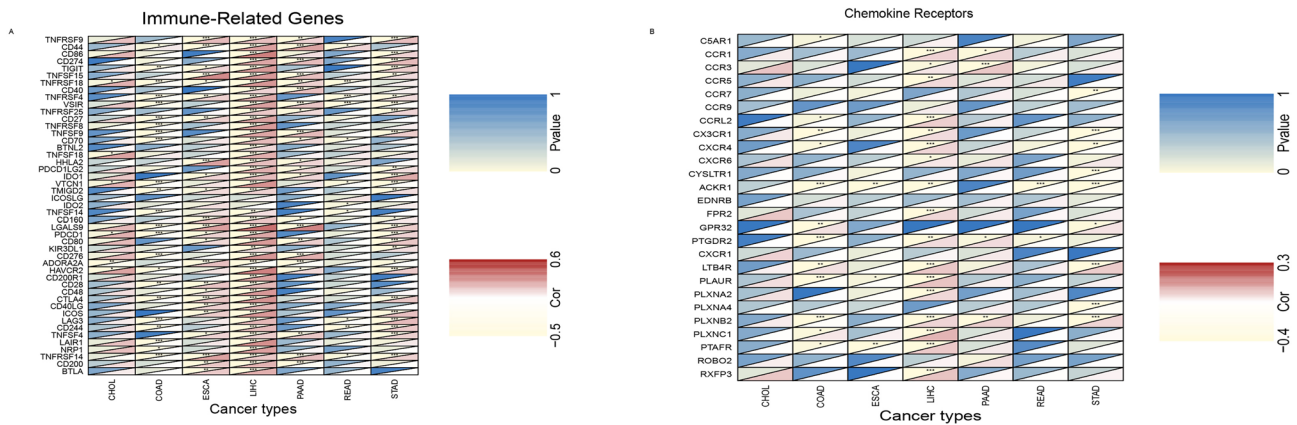 Immune-Related Genes
A
TNFRSF9
CD44
CD86
CD274
TIGIT
TNFSF15
TNFRSF18
CD40
TNFRSF4
VSIR
TNFRSF25
CD27
TNFRSF8
TNFSF9
CD70
BTNL2
TNFSF18
HHLA2
PDCD1LG2
IDO1
VTCN1
TMIGD2
ICOSLG
IDO2
TNFSF14
CD160
LGALS9
PDCD1
CD80
KIR3DL1
CD276
ADORA2A
HAVCR2
CD200R1
CD28
CD48
CTLA4
CD40LG
ICOS
LAG3
CD244
TNFSF4
LAIR1
NRP1
TNFRSF14
CD200
BTLA
CHOL
COAD
ESCA
LIHC
PAAD
READ
STAD
Cancer types
1
Pvalue
0
0.6
Cor
−0.5
Chemokine Receptors
B
C5AR1
CCR1
CCR3
CCR5
CCR7
CCR9
CCRL2
CX3CR1
CXCR4
CXCR6
CYSLTR1
ACKR1
EDNRB
FPR2
GPR32
PTGDR2
CXCR1
LTB4R
PLAUR
PLXNA2
PLXNA4
PLXNB2
PLXNC1
PTAFR
ROBO2
RXFP3
CHOL
COAD
ESCA
LIHC
PAAD
READ
STAD
Cancer types
1
Pvalue
0
0.3
Cor
−0.4